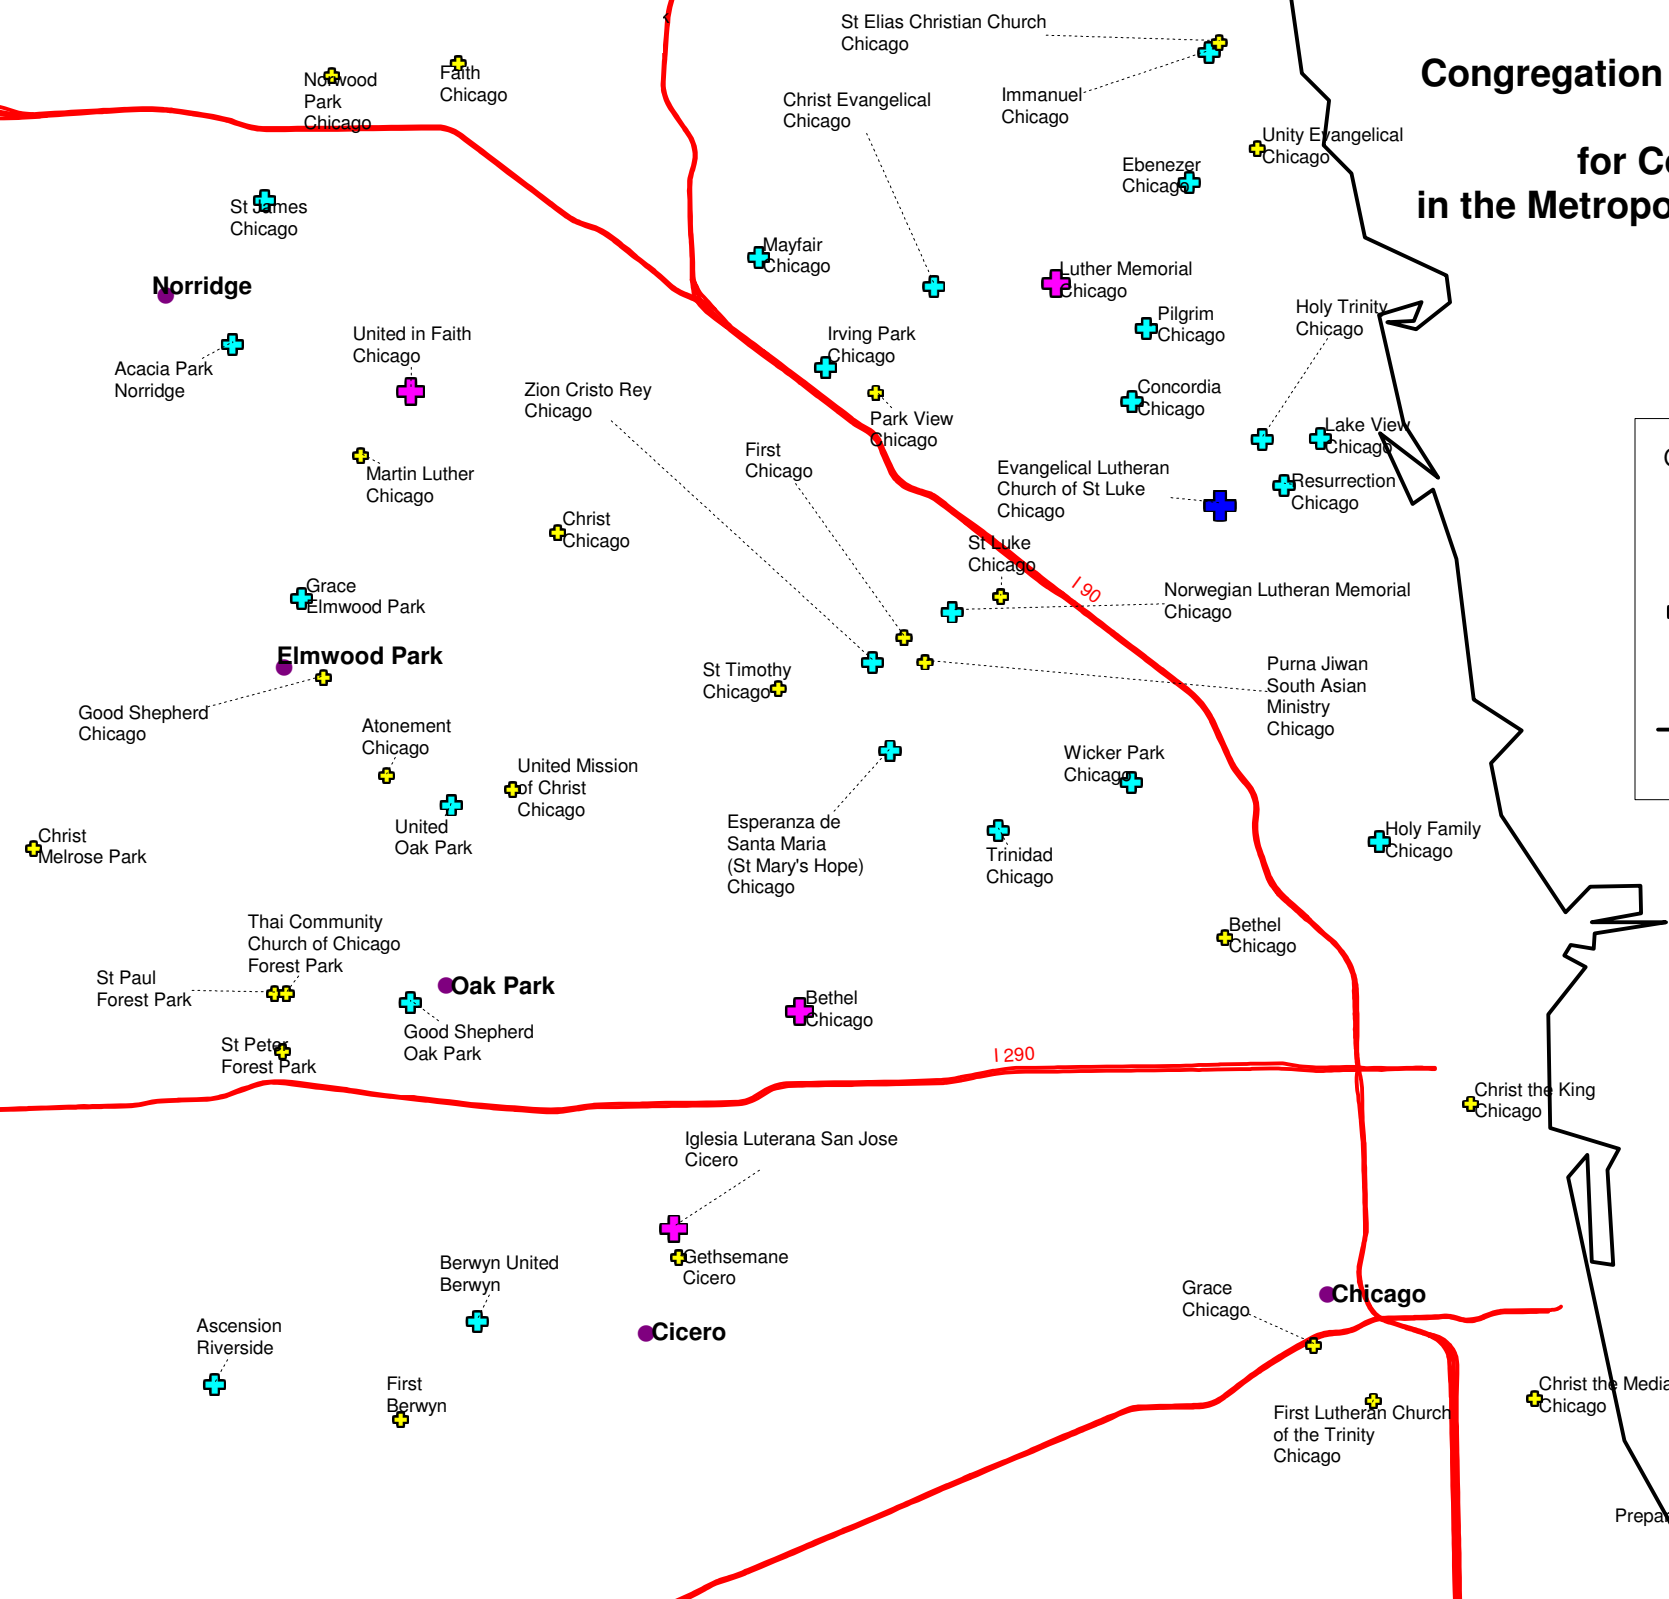 St Elias Christian Church
Chicago
Norwood
Park
Chicago
Faith
Chicago
Christ Evangelical
Chicago
Immanuel
Chicago
Congregation
for
in the
Unity Evangelical
Chicago
Ebenezer
Chicago
St James
Chicago
Mayfair
Chicago
Luther Memorial
Chicago
Norridge
Pilgrim
Chicago
Holy Trinity
Chicago
United in Faith
Chicago
Irving Park
Chicago
Acacia Park
Norridge
Zion Cristo Rey
Chicago
Concordia
Chicago
Park View
Chicago
Lake View
Chicago
First
Chicago
Martin Luther
Chicago
Evangelical Lutheran
Church of St Luke
Chicago
Resurrection
Chicago
Christ
Chicago
St Luke
Chicago
I 90
Grace
Elmwood Park
Norwegian Lutheran Memorial
Chicago
Elmwood Park
St Timothy
Chicago
Purna Jiwan
South Asian
Ministry
Chicago
Good Shepherd
Chicago
Atonement
Chicago
United Mission
of Christ
Chicago
Wicker Park
Chicago
United
Oak Park
Esperanza de
Santa Maria
(St Mary's Hope)
Chicago
Christ
Melrose Park
Trinidad
Chicago
Holy Family
Chicago
Thai Community
Church of Chicago
Forest Park
Bethel
Chicago
St Paul
Forest Park
Oak Park
Good Shepherd
Oak Park
Bethel
Chicago
St Peter
Forest Park
I 290
Christ the King
Chicago
Iglesia Luterana San Jose
Cicero
Gethsemane
Cicero
Berwyn United
Berwyn
Grace
Chicago
Chicago
Ascension
Riverside
Cicero
First
Berwyn
Christ the
Chicago
First Lutheran Church
of the Trinity
Chicago